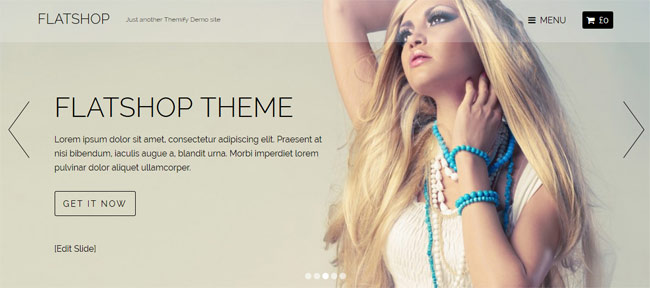 FLATSHOP
Just another Themify Demo site
MENU
£0
FLATSHOP THEME
Lorem ipsum dolor sit amet, consectetur adipiscing elit. Praesent at
nisi bibendum, iaculis augue a, blandit urna. Morbi imperdiet lorem
pulvinar dolor aliquet ullamcorper.
GET IT NOW
[Edit Slide]